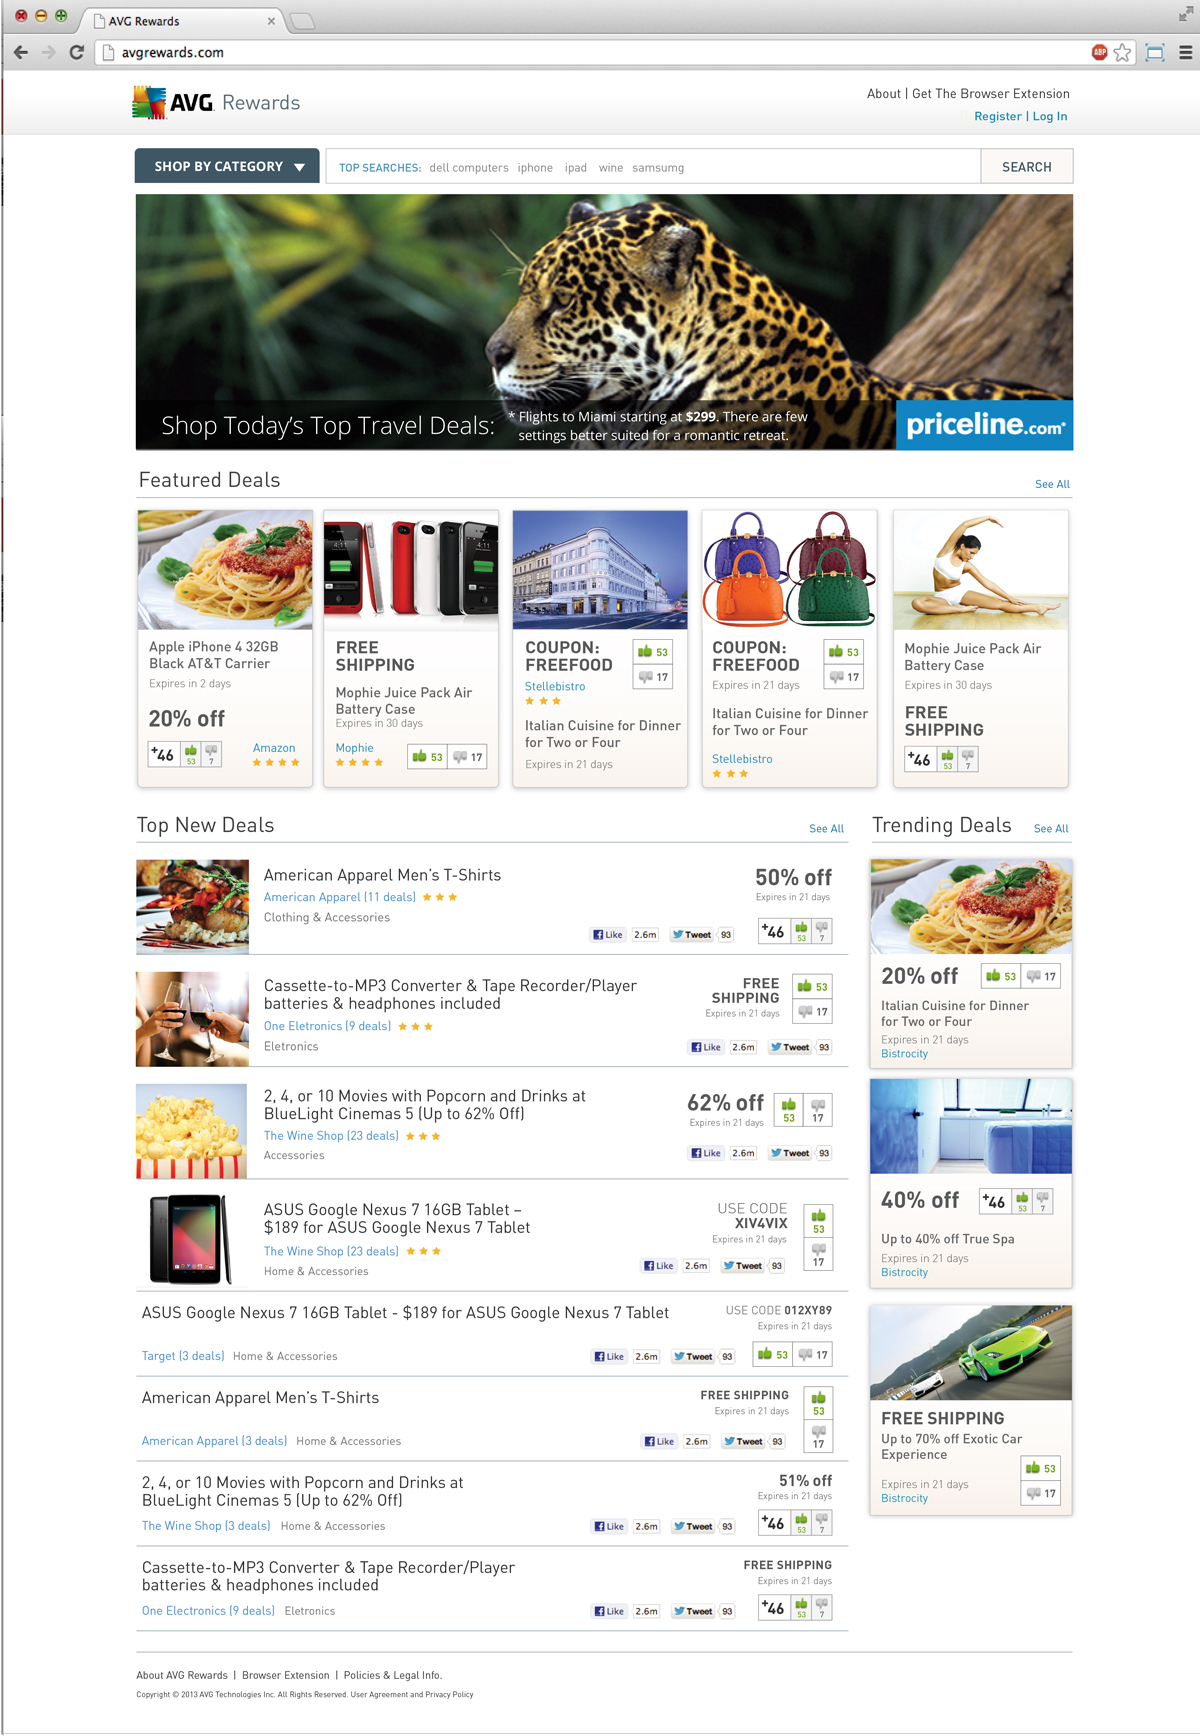 AVG Rewards
avgrewards.com
ABP
AVG. Rewards
About | Get The Browser Extension
Register | Log In
SHOP BY CATEGORY
TOP SEARCHES: dell computers iphone ipad wine samsumg
SEARCH
Shop Today's Top Travel Deals:
* Flights to Miami starting at $299. There are few
settings better suited for a romantic retreat.
priceline.com®
Featured Deals
See All
Apple iPhone 4 32GB
Black AT&T Carrier
Expires in 2 days
20% off
+46 53 7
Amazon
4:11
4:11
FREE
SHIPPING
Mophie Juice Pack Air
Battery Case
Expires in 30 days
Mophie
53 17
COUPON:
FREEFOOD
53
17
Stellebistro
Italian Cuisine for Dinner
for Two or Four
Expires in 21 days
COUPON:
FREEFOOD
53
17
Expires in 21 days
Italian Cuisine for Dinner
for Two or Four
Stellebistro
Mophie Juice Pack Air
Battery Case
Expires in 30 days
FREE
SHIPPING
+46 53 7
Top New Deals
See All
American Apparel Men's T-Shirts
American Apparel (11 deals)
Clothing & Accessories
50% off
Expires in 21 days
Like 2.6m Tweet 93
+46 53 7
Cassette-to-MP3 Converter & Tape Recorder/Player
batteries & headphones included
One Eletronics (9 deals)
Eletronics
FREE
SHIPPING
Expires in 21 days
53
17
Like 2.6m Tweet 93
2, 4, or 10 Movies with Popcorn and Drinks at
BlueLight Cinemas 5 (Up to 62% Off)
The Wine Shop (23 deals)
Accessories
62% off
Expires in 21 days
53 17
Like 2.6m Tweet 93
ASUS Google Nexus 7 16GB Tablet –
$189 for ASUS Google Nexus 7 Tablet
The Wine Shop (23 deals)
Home & Accessories
USE CODE
XIV4VIX
Expires in 21 days
53
17
Like 2.6m Tweet 93
ASUS Google Nexus 7 16GB Tablet - $189 for ASUS Google Nexus 7 Tablet
USE CODE 012XY89
Expires in 21 days
Target (3 deals) Home & Accessories
Like 2.6m Tweet 93
53 17
American Apparel Men's T-Shirts
FREE SHIPPING
Expires in 21 days
53
17
American Apparel (3 deals) Home & Accessories
Like 2.6m Tweet 93
2, 4, or 10 Movies with Popcorn and Drinks at
BlueLight Cinemas 5 (Up to 62% Off)
51% off
Expires in 21 days
The Wine Shop (3 deals) Home & Accessories
Like 2.6m Tweet 93
+46 53 7
Cassette-to-MP3 Converter & Tape Recorder/Player
batteries & headphones included
FREE SHIPPING
Expires in 21 days
One Electronics (9 deals) Eletronics
Like 2.6m Tweet 93
+46 53 7
Trending Deals
See All
20% off
53 17
Italian Cuisine for Dinner
for Two or Four
Expires in 21 days
Bistrocity
40% off
+46 53 7
Up to 40% off True Spa
Expires in 21 days
Bistrocity
FREE SHIPPING
Up to 70% off Exotic Car
Experience
53
17
Expires in 21 days
Bistrocity
About AVG Rewards | Browser Extension | Policies & Legal Info.
Copyright © 2013 AVG Technologies Inc. All Rights Reserved. User Agreement and Privacy Policy